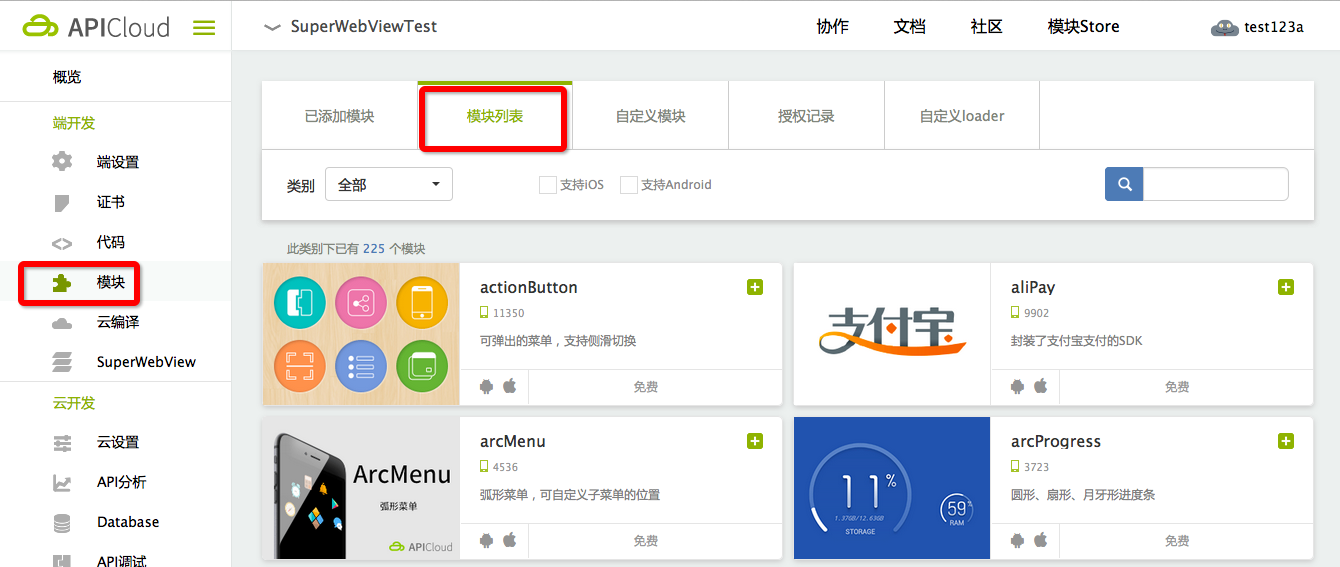 APICloud
SuperWebViewTest
协作
文档
社区
模块Store
test123a
概览
端开发
端设置
证书
代码
模块
云编译
SuperWebView
云开发
云设置
API分析
Database
API调试
已添加模块
模块列表
自定义模块
授权记录
自定义loader
类别
全部
支持iOS
支持Android
此类别下已有 225 个模块
actionButton
11350
可弹出的菜单，支持侧滑切换
免费
支付宝
aliPay
9902
封装了支付宝支付的SDK
免费
ArcMenu
弧形菜单
APICloud
arcMenu
4536
弧形菜单，可自定义子菜单的位置
免费
11%
1.37GB/12.63GB
STORAGE
59%
RAM
arcProgress
3723
圆形、扇形、月牙形进度条
免费